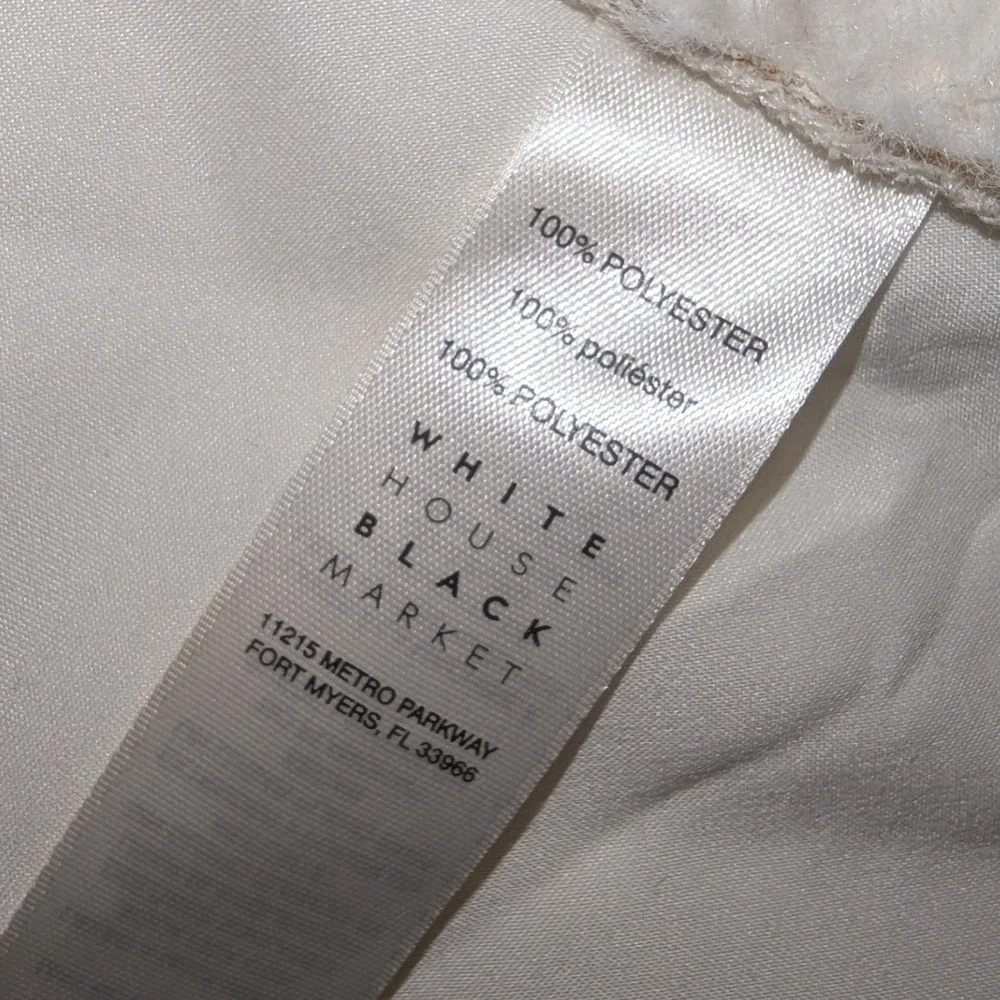 100% POLYESTER
100% poliéster
100% POLYESTER
WHITE
HOUSE
BLACK
MARKET
11215 METRO PARKWAY
FORT MYERS, FL 33966